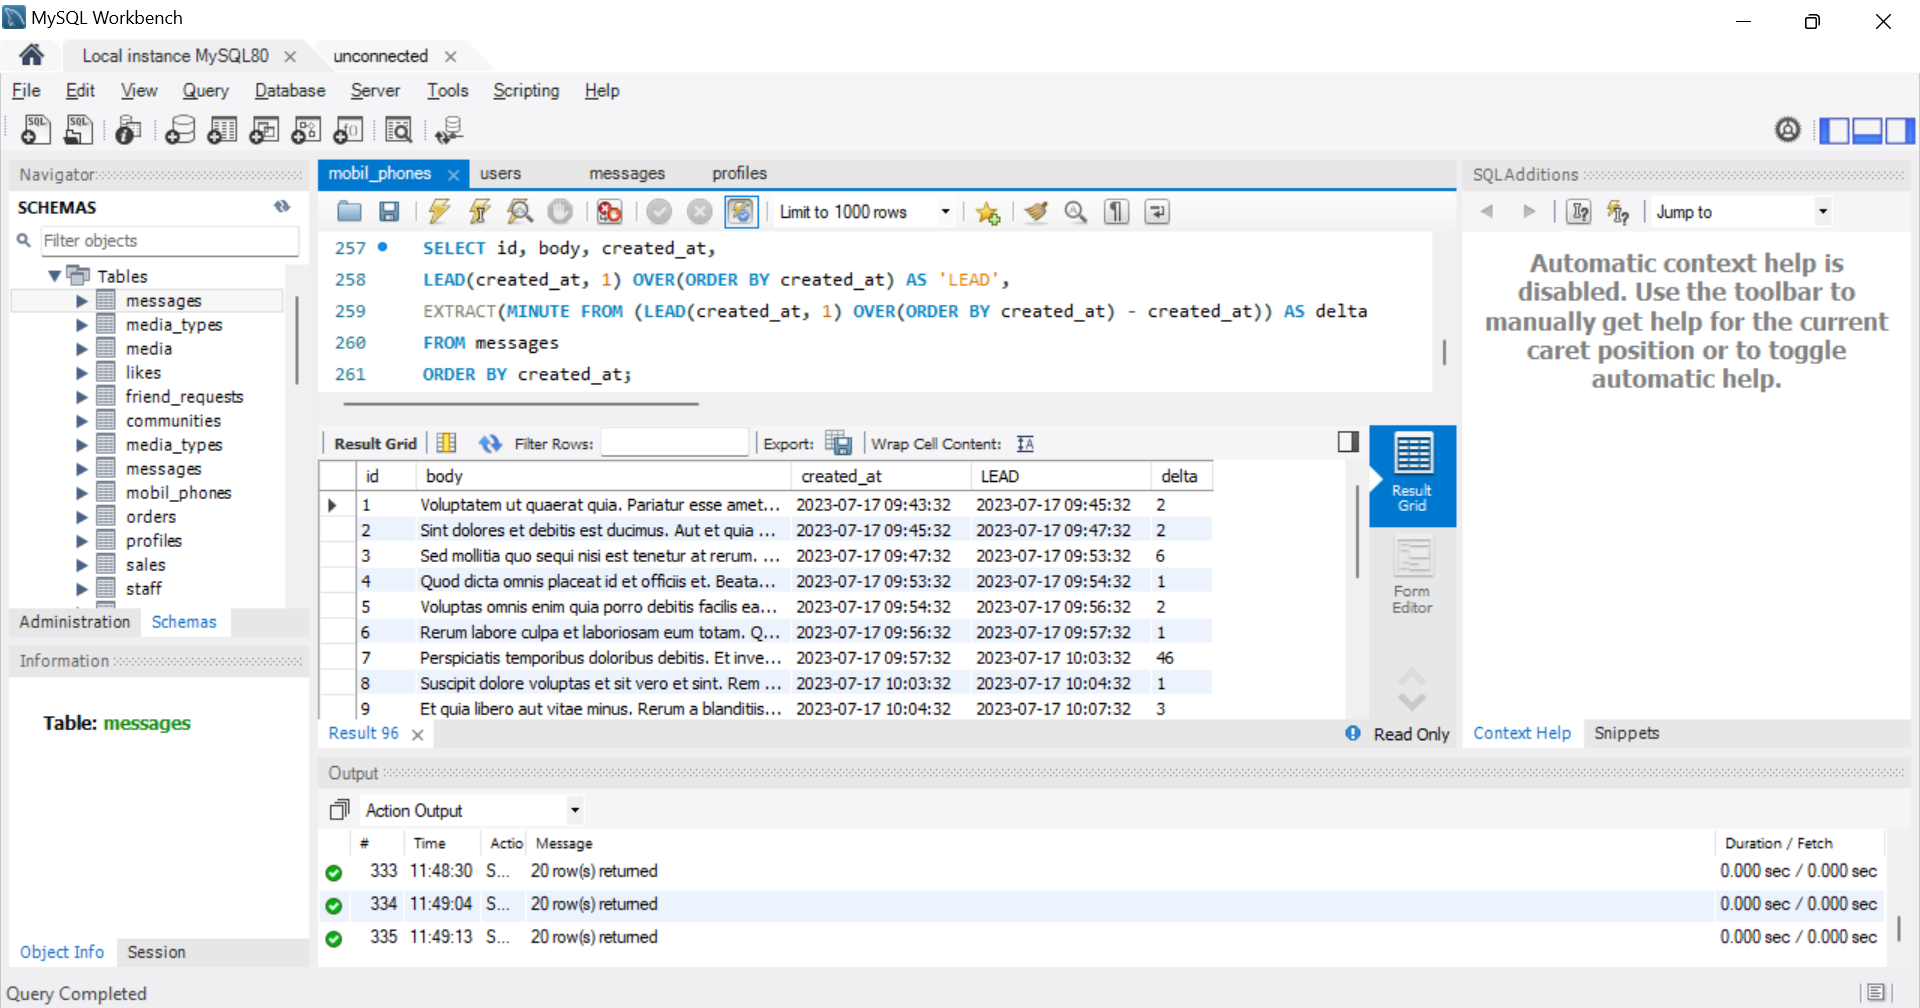 MySQL Workbench
Local instance MySQL80
unconnected
File Edit View Query Database Server Tools Scripting Help
Navigator
SCHEMAS
Filter objects
Tables
messages
media_types
media
likes
friend_requests
communities
media_types
messages
mobil_phones
orders
profiles
sales
staff
Administration Schemas
Information
Table: messages
Object Info Session
mobil_phones users messages profiles
Limit to 1000 rows
257 SELECT id, body, created_at,
258 LEAD(created_at, 1) OVER(ORDER BY created_at) AS 'LEAD',
259 EXTRACT(MINUTE FROM (LEAD(created_at, 1) OVER(ORDER BY created_at) - created_at)) AS delta
260 FROM messages
261 ORDER BY created_at;
Result Grid Filter Rows: Export: Wrap Cell Content:
id body created_at LEAD delta
1 Voluptatem ut quaerat quia. Pariatur esse amet... 2023-07-17 09:43:32 2023-07-17 09:45:32 2
2 Sint dolores et debitis est ducimus. Aut et quia ... 2023-07-17 09:45:32 2023-07-17 09:47:32 2
3 Sed mollitia quo sequi nisi est tenetur at rerum. ... 2023-07-17 09:47:32 2023-07-17 09:53:32 6
4 Quod dicta omnis placeat id et officiis et. Beata... 2023-07-17 09:53:32 2023-07-17 09:54:32 1
5 Voluptas omnis enim quia porro debitis facilis ea... 2023-07-17 09:54:32 2023-07-17 09:56:32 2
6 Rerum labore culpa et laboriosam eum totam. Q... 2023-07-17 09:56:32 2023-07-17 09:57:32 1
7 Perspiciatis temporibus doloribus debitis. Et inve... 2023-07-17 09:57:32 2023-07-17 10:03:32 46
8 Suscipit dolore voluptas et sit vero et sint. Rem ... 2023-07-17 10:03:32 2023-07-17 10:04:32 1
9 Et quia libero aut vitae minus. Rerum a blanditiis... 2023-07-17 10:04:32 2023-07-17 10:07:32 3
Result Grid
Form Editor
Result 96
Read Only
SQLAdditions
Jump to
Automatic context help is
disabled. Use the toolbar to
manually get help for the current
caret position or to toggle
automatic help.
Context Help Snippets
Output
Action Output
# Time Actio Message Duration / Fetch
333 11:48:30 S... 20 row(s) returned 0.000 sec / 0.000 sec
334 11:49:04 S... 20 row(s) returned 0.000 sec / 0.000 sec
335 11:49:13 S... 20 row(s) returned 0.000 sec / 0.000 sec
Query Completed